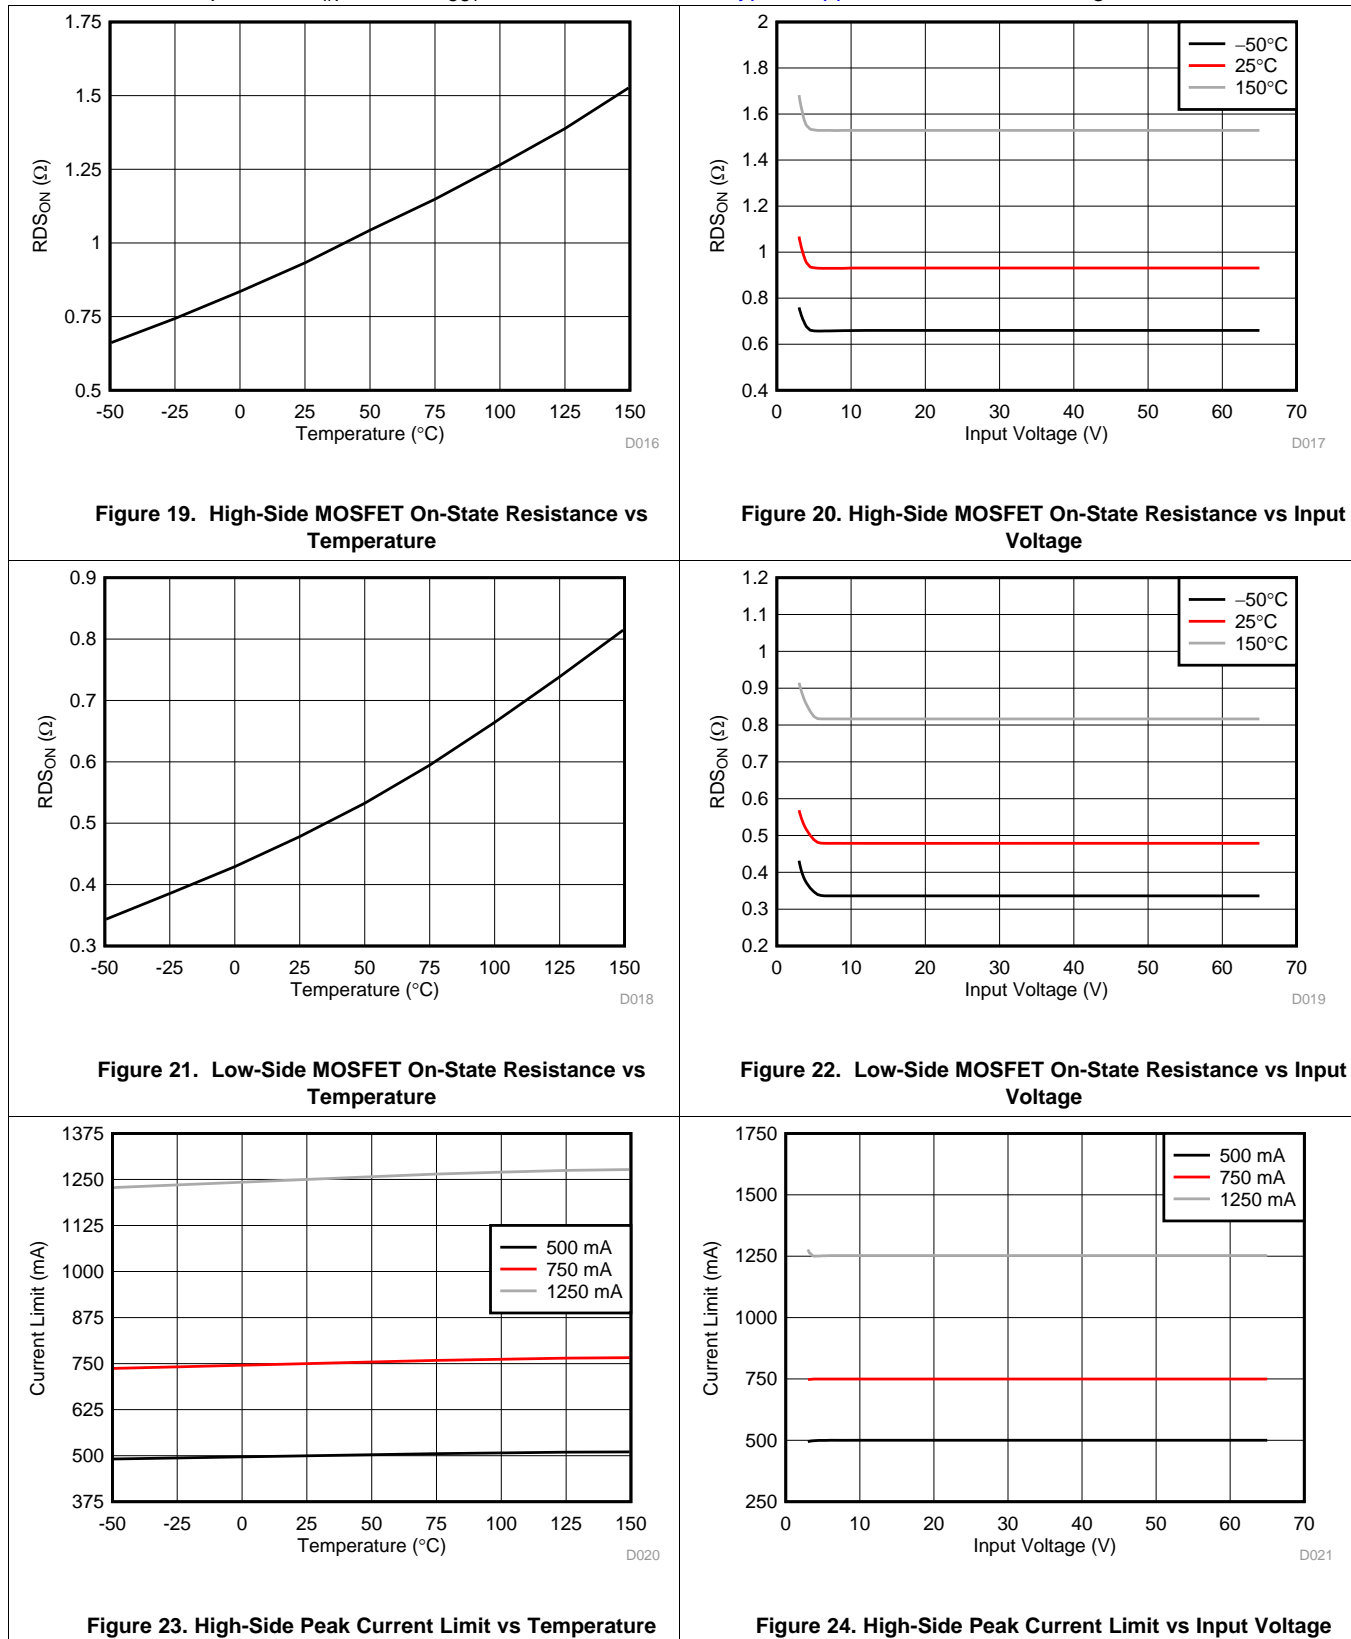 1.75
1.5
1.25
1
0.75
0.5
-50 -25 0 25 50 75 100 125 150
RDSON (Ω)
Temperature (°C)
D016
Figure 19. High-Side MOSFET On-State Resistance vs
Temperature
2
1.8
1.6
1.4
1.2
1
0.8
0.6
0.4
0 10 20 30 40 50 60 70
RDSON (Ω)
Input Voltage (V)
D017
–50°C
25°C
150°C
Figure 20. High-Side MOSFET On-State Resistance vs Input
Voltage
0.9
0.8
0.7
0.6
0.5
0.4
0.3
-50 -25 0 25 50 75 100 125 150
RDSON (Ω)
Temperature (°C)
D018
Figure 21. Low-Side MOSFET On-State Resistance vs
Temperature
1.2
1.1
1
0.9
0.8
0.7
0.6
0.5
0.4
0.3
0.2
0 10 20 30 40 50 60 70
RDSON (Ω)
Input Voltage (V)
D019
–50°C
25°C
150°C
Figure 22. Low-Side MOSFET On-State Resistance vs Input
Voltage
1375
1250
1125
1000
875
750
625
500
375
-50 -25 0 25 50 75 100 125 150
Current Limit (mA)
Temperature (°C)
D020
500 mA
750 mA
1250 mA
Figure 23. High-Side Peak Current Limit vs Temperature
1750
1500
1250
1000
750
500
250
0 10 20 30 40 50 60 70
Current Limit (mA)
Input Voltage (V)
D021
500 mA
750 mA
1250 mA
Figure 24. High-Side Peak Current Limit vs Input Voltage